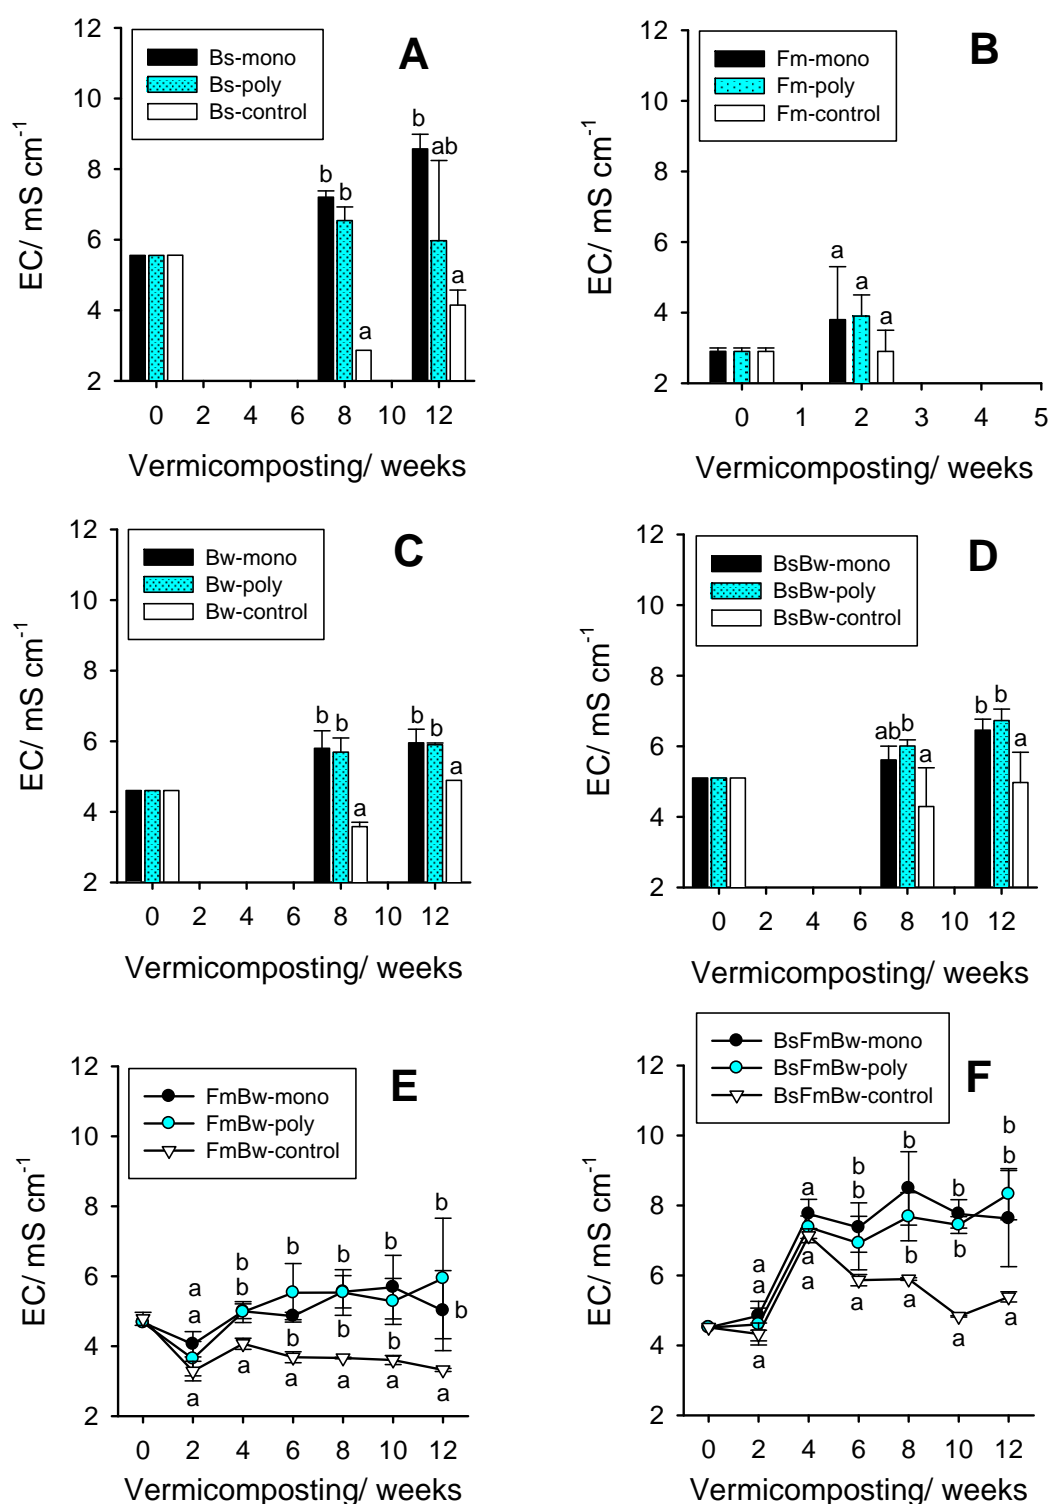 A
Bs-mono
Bs-poly
Bs-control
12
10
8
6
4
2
EC/ mS cm-1
b
b
a
b
ab
a
0 2 4 6 8 10 12
Vermicomposting/ weeks
B
Fm-mono
Fm-poly
Fm-control
12
10
8
6
4
2
EC/ mS cm-1
a
a
a
0 1 2 3 4 5
Vermicomposting/ weeks
C
Bw-mono
Bw-poly
Bw-control
12
10
8
6
4
2
EC/ mS cm-1
b b
a
b b
a
0 2 4 6 8 10 12
Vermicomposting/ weeks
D
BsBw-mono
BsBw-poly
BsBw-control
12
10
8
6
4
2
EC/ mS cm-1
ab b
a
b b
a
0 2 4 6 8 10 12
Vermicomposting/ weeks
E
FmBw-mono
FmBw-poly
FmBw-control
12
10
8
6
4
2
EC/ mS cm-1
a
a
a
b
b
a
b
b
a
b
b
a
b
b
a
b
b
a
0 2 4 6 8 10 12
Vermicomposting/ weeks
F
BsFmBw-mono
BsFmBw-poly
BsFmBw-control
12
10
8
6
4
2
EC/ mS cm-1
a
a
a
a
a
a
b
b
a
b
b
a
b
b
a
b
b
a
0 2 4 6 8 10 12
Vermicomposting/ weeks